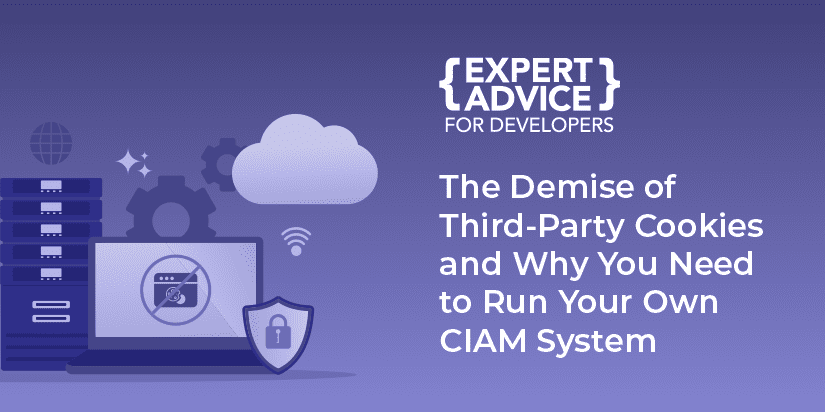 {EXPERT
ADVICE}
FOR DEVELOPERS
The Demise of
Third-Party Cookies
and Why You Need
to Run Your Own
CIAM System